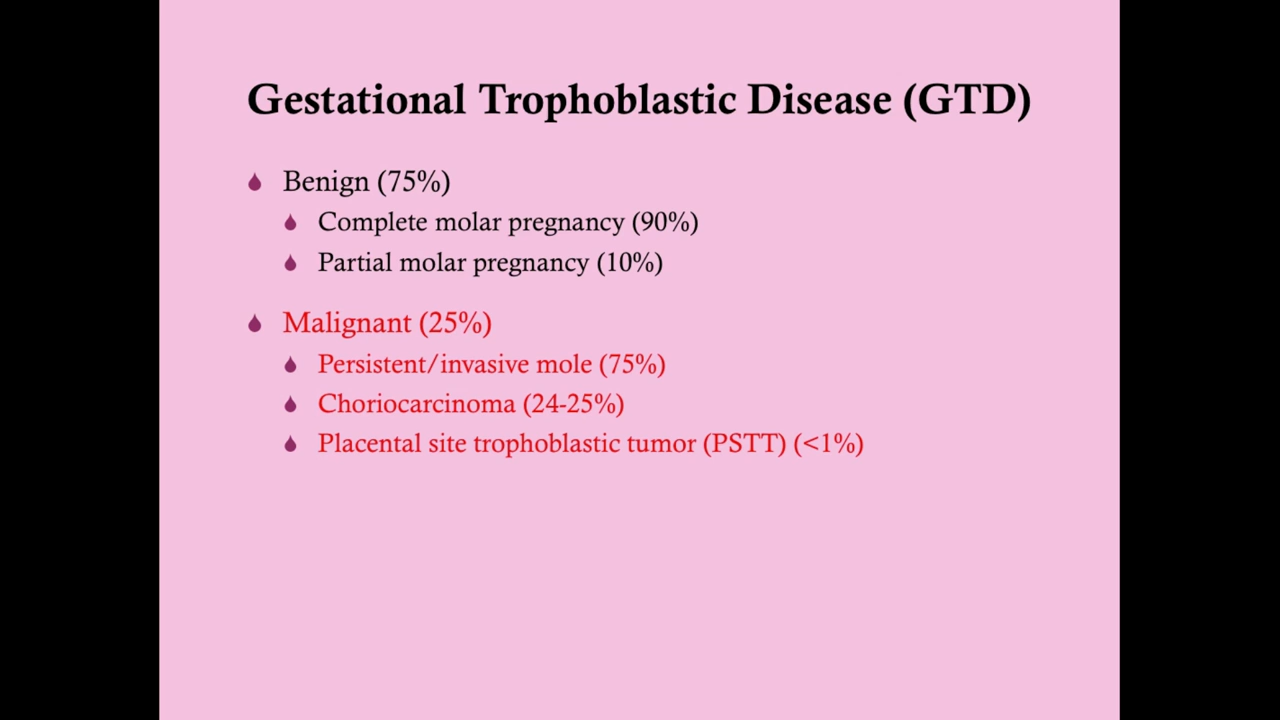 Gestational Trophoblastic Disease (GTD)
Benign (75%)
Complete molar pregnancy (90%)
Partial molar pregnancy (10%)
Malignant (25%)
Persistent/invasive mole (75%)
Choriocarcinoma (24-25%)
Placental site trophoblastic tumor (PSTT) (<1%)